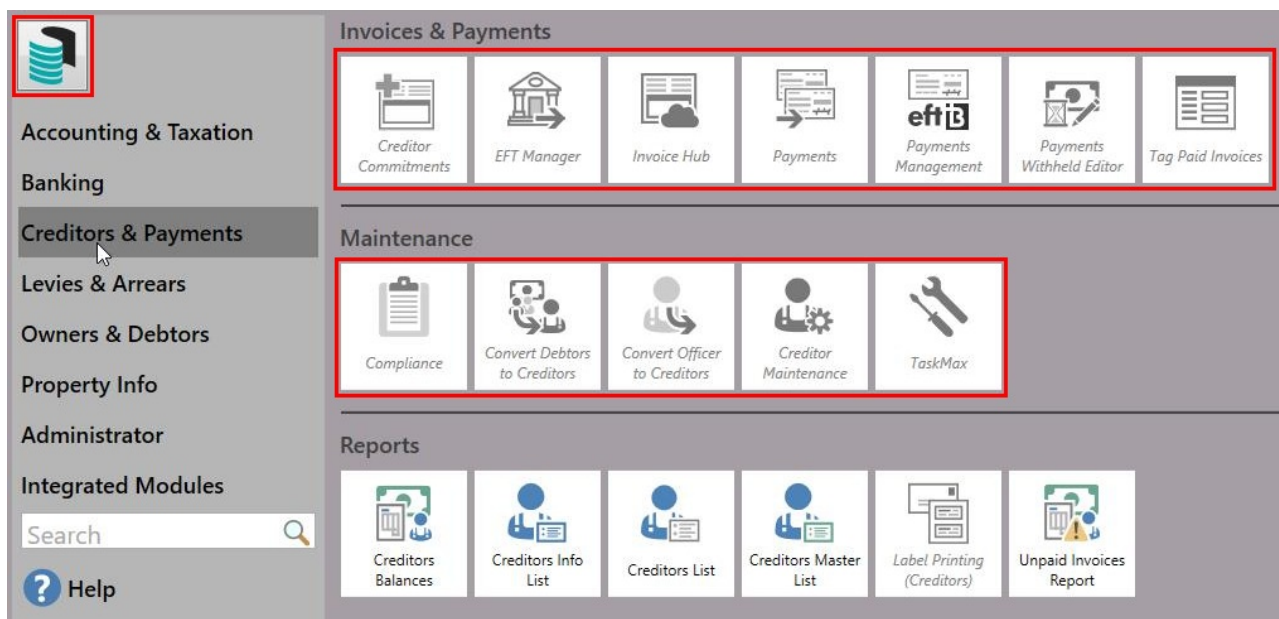 Accounting & Taxation
Banking
Creditors & Payments
Levies & Arrears
Owners & Debtors
Property Info
Administrator
Integrated Modules
Search
Help
Invoices & Payments
Creditor
Commitments
EFT Manager
Invoice Hub
Payments
eft
Payments
Management
Payments
Withheld Editor
Tag Paid Invoices
Maintenance
Compliance
Convert Debtors
to Creditors
Convert Officer
to Creditors
Creditor
Maintenance
TaskMax
Reports
Creditors
Balances
Creditors Info
List
Creditors List
Creditors Master
List
Label Printing
(Creditors)
Unpaid Invoices
Report